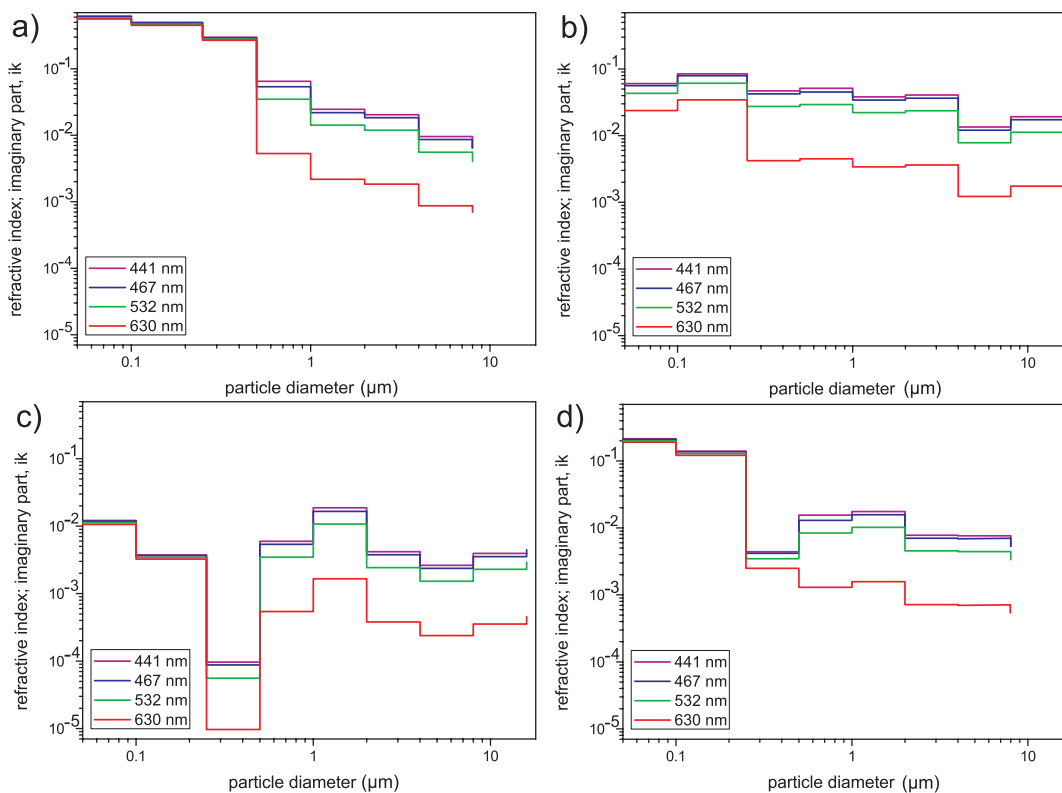 a)
refractive index; imaginary part, ik
10-1
10-2
10-3
10-4
10-5
441 nm
467 nm
532 nm
630 nm
0.1
1
10
particle diameter (µm)
b)
refractive index; imaginary part, ik
10-1
10-2
10-3
10-4
10-5
441 nm
467 nm
532 nm
630 nm
0.1
1
10
particle diameter (µm)
c)
refractive index; imaginary part, ik
10-1
10-2
10-3
10-4
10-5
441 nm
467 nm
532 nm
630 nm
0.1
1
10
particle diameter (µm)
d)
refractive index; imaginary part, ik
10-1
10-2
10-3
10-4
10-5
441 nm
467 nm
532 nm
630 nm
0.1
1
10
particle diameter (µm)